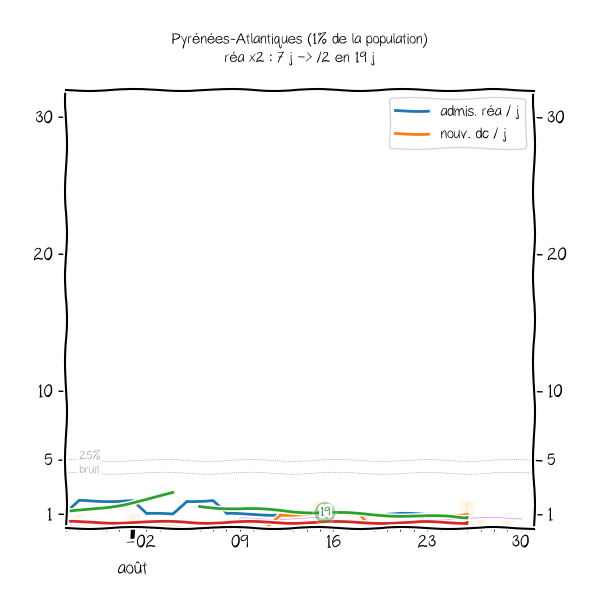 Pyrénées-Atlantiques (1% de la population)
réa x2 : 7 j -> /2 en 19 j
admis. réa / j
nouv. dc / j
30
30
20
20
10
10
25%
5
5
bruit
19
1
1
02
09
16
23
30
août